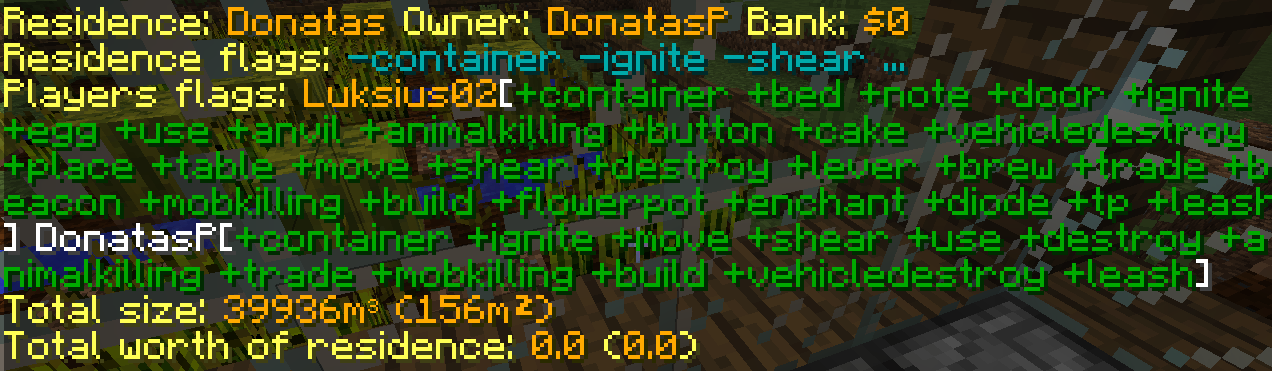 Residence: Donatas Owner: DonatasP Bank: $0
Residence flags: -container -ignite -shear ...
Players flags: Luksius02[+container +bed +note +door +ignite
+egg +use +anvil +animalkilling +button +cake +vehicledestroy
+place +table +move +shear +destroy +lever +brew +trade +b
eacon +mobkilling +build +flowerpot +enchant +diode +tp +leash
] DonatasP[+container +ignite +move +shear +use +destroy +a
nimalkilling +trade +mobkilling +build +vehicledestroy +leash]
Total size: 39936m³ (156m²)
Total worth of residence: 0.0 (0.0)